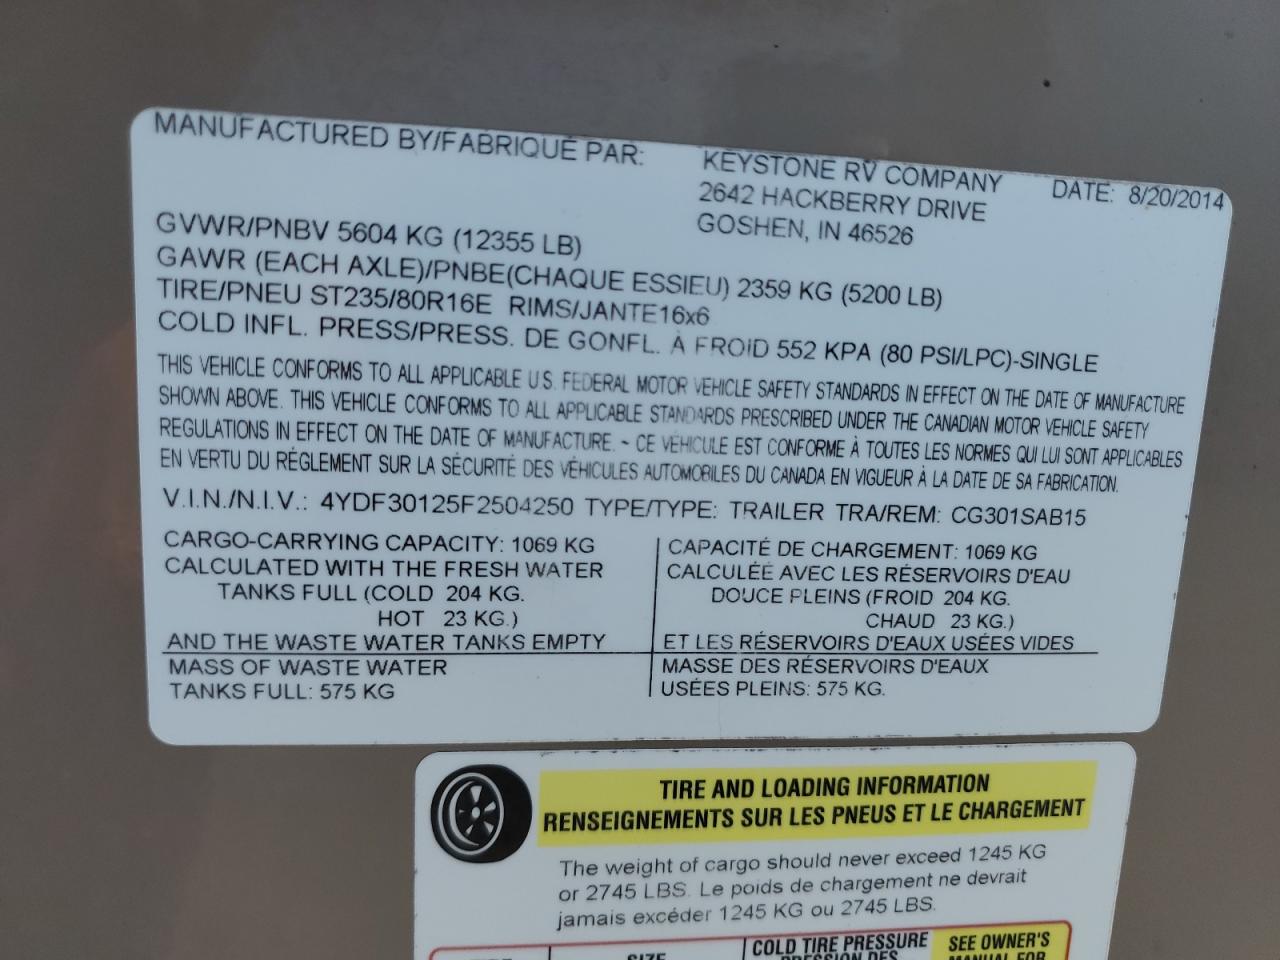 MANUFACTURED BY/FABRIQUÉ PAR: KEYSTONE RV COMPANY DATE: 8/20/2014
2642 HACKBERRY DRIVE
GOSHEN, IN 46526
GVWR/PNBV 5604 KG (12355 LB)
GAWR (EACH AXLE)/PNBE(CHAQUE ESSIEU) 2359 KG (5200 LB)
TIRE/PNEU ST235/80R16E RIMS/JANTE16x6
COLD INFL. PRESS/PRESS. DE GONFL. À FROID 552 KPA (80 PSI/LPC)-SINGLE
THIS VEHICLE CONFORMS TO ALL APPLICABLE U.S. FEDERAL MOTOR VEHICLE SAFETY STANDARDS IN EFFECT ON THE DATE OF MANUFACTURE
SHOWN ABOVE. THIS VEHICLE CONFORMS TO ALL APPLICABLE STANDARDS PRESCRIBED UNDER THE CANADIAN MOTOR VEHICLE SAFETY
REGULATIONS IN EFFECT ON THE DATE OF MANUFACTURE. ~ CE VÉHICULE EST CONFORME À TOUTES LES NORMES QUI LUI SONT APPLICABLES
EN VERTU DU RÉGLEMENT SUR LA SÉCURITÉ DES VÉHICULES AUTOMOBILES DU CANADA EN VIGUEUR À LA DATE DE SA FABRICATION.
V.I.N./N.I.V.: 4YDF30125F2504250 TYPE/TYPE: TRAILER TRA/REM: CG301SAB15
CARGO-CARRYING CAPACITY: 1069 KG
CALCULATED WITH THE FRESH WATER
TANKS FULL (COLD 204 KG.
HOT 23 KG.)
AND THE WASTE WATER TANKS EMPTY
MASS OF WASTE WATER
TANKS FULL: 575 KG
CAPACITÉ DE CHARGEMENT: 1069 KG
CALCULÉE AVEC LES RÉSERVOIRS D'EAU
DOUCE PLEINS (FROID 204 KG.
CHAUD 23 KG.)
ET LES RÉSERVOIRS D'EAUX USÉES VIDES
MASSE DES RÉSERVOIRS D'EAUX
USÉES PLEINS: 575 KG.
TIRE AND LOADING INFORMATION
RENSEIGNEMENTS SUR LES PNEUS ET LE CHARGEMENT
The weight of cargo should never exceed 1245 KG
or 2745 LBS. Le poids de chargement ne devrait
jamais excéder 1245 KG ou 2745 LBS.
SIZE
COLD TIRE PRESSURE
PRESSION DES
SEE OWNER'S
MANUAL FOR